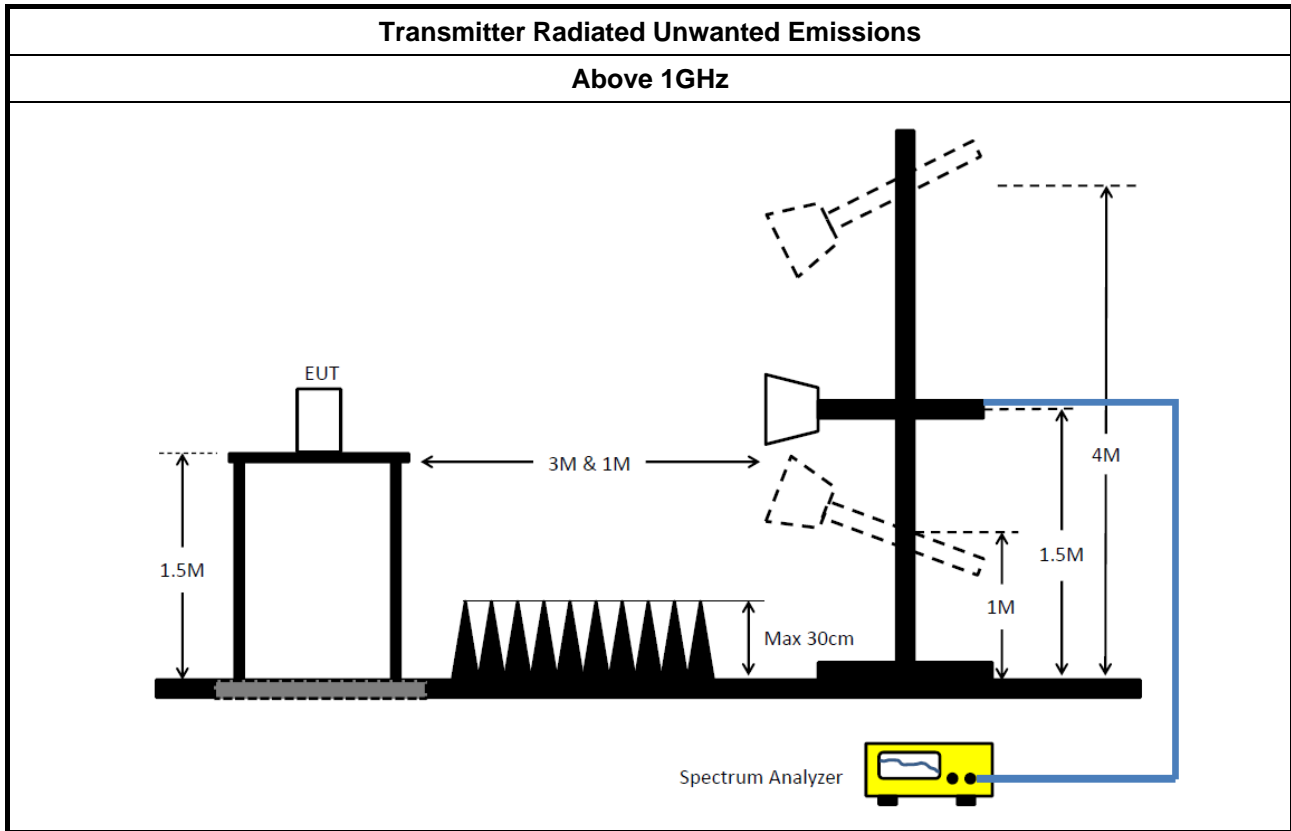 Transmitter Radiated Unwanted Emissions
Above 1GHz
EUT
3M & 1M
4M
1.5M
1.5M
1M
Max 30cm
Spectrum Analyzer